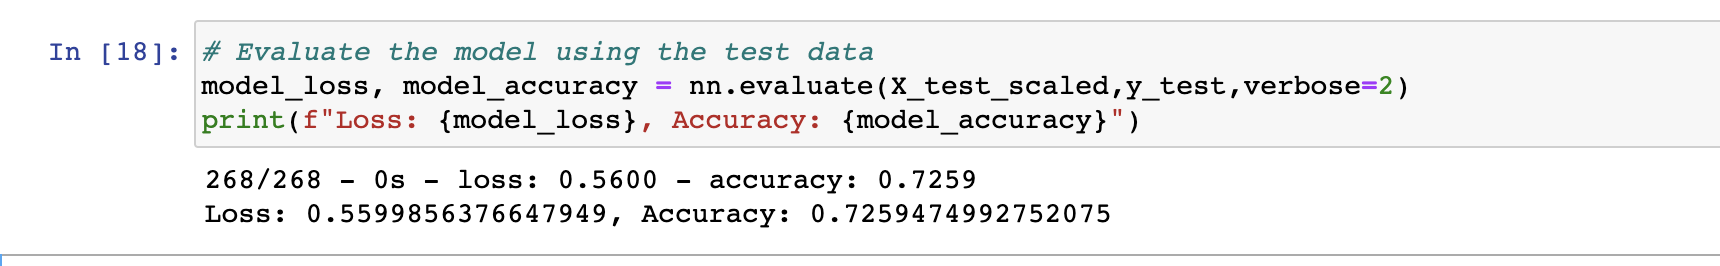 In [18]: # Evaluate the model using the test data
model_loss, model_accuracy = nn.evaluate(X_test_scaled,y_test,verbose=2)
print(f"Loss: {model_loss}, Accuracy: {model_accuracy}")
268/268 - 0s - loss: 0.5600 - accuracy: 0.7259
Loss: 0.5599856376647949, Accuracy: 0.7259474992752075